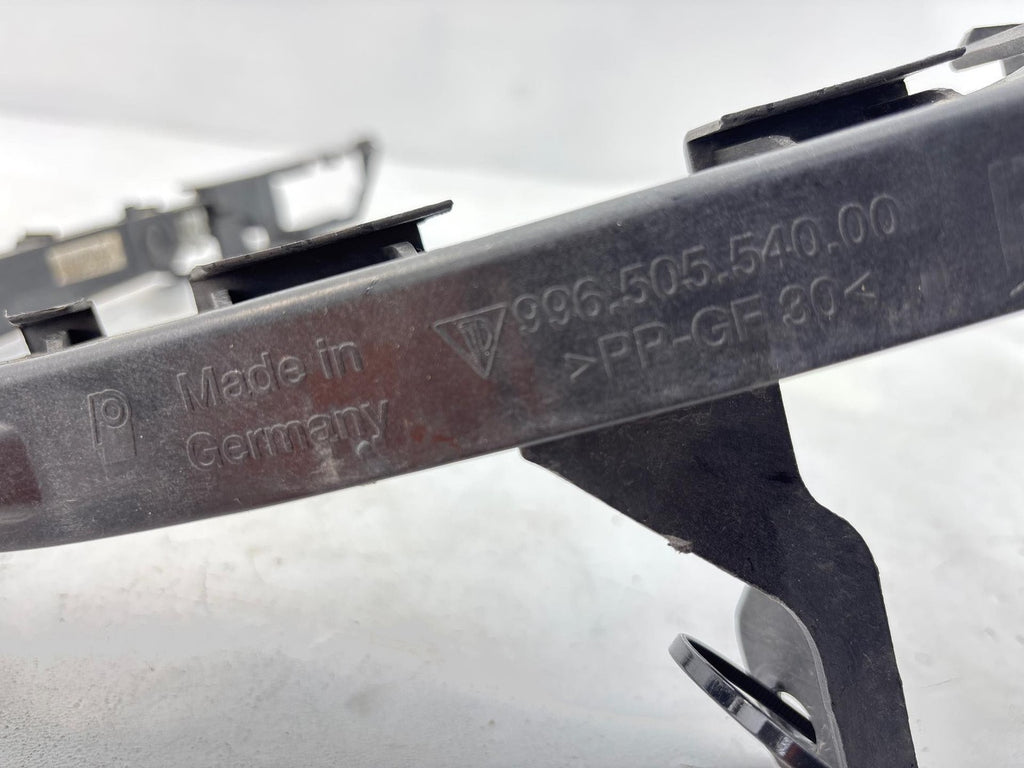 Made in
Germany
996.505.540.00
>PP-GF 30<